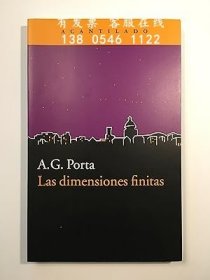 有发票 客服在线
ACANTILADO
138 0546 1122
A.G. Porta
Las dimensiones finitas